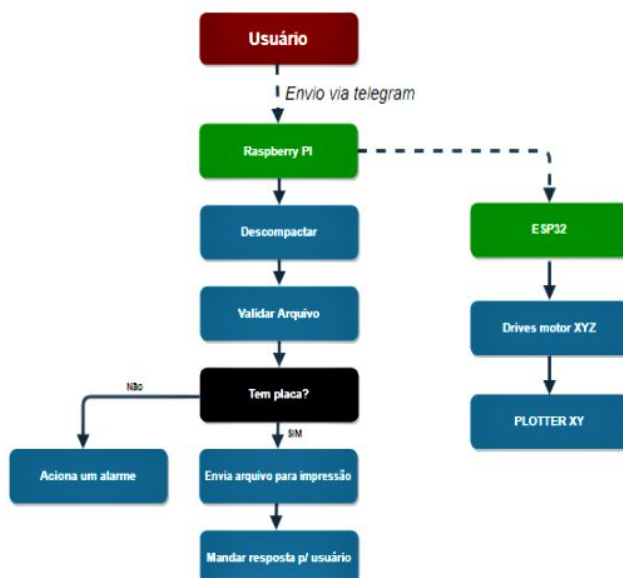 Usuário
Envio via telegram
Raspberry PI
Descompactar
ESP32
Validar Arquivo
Drives motor XYZ
Não
Tem placa?
PLOTTER XY
SIM
Aciona um alarme
Envia arquivo para impressão
Mandar resposta p/ usuário